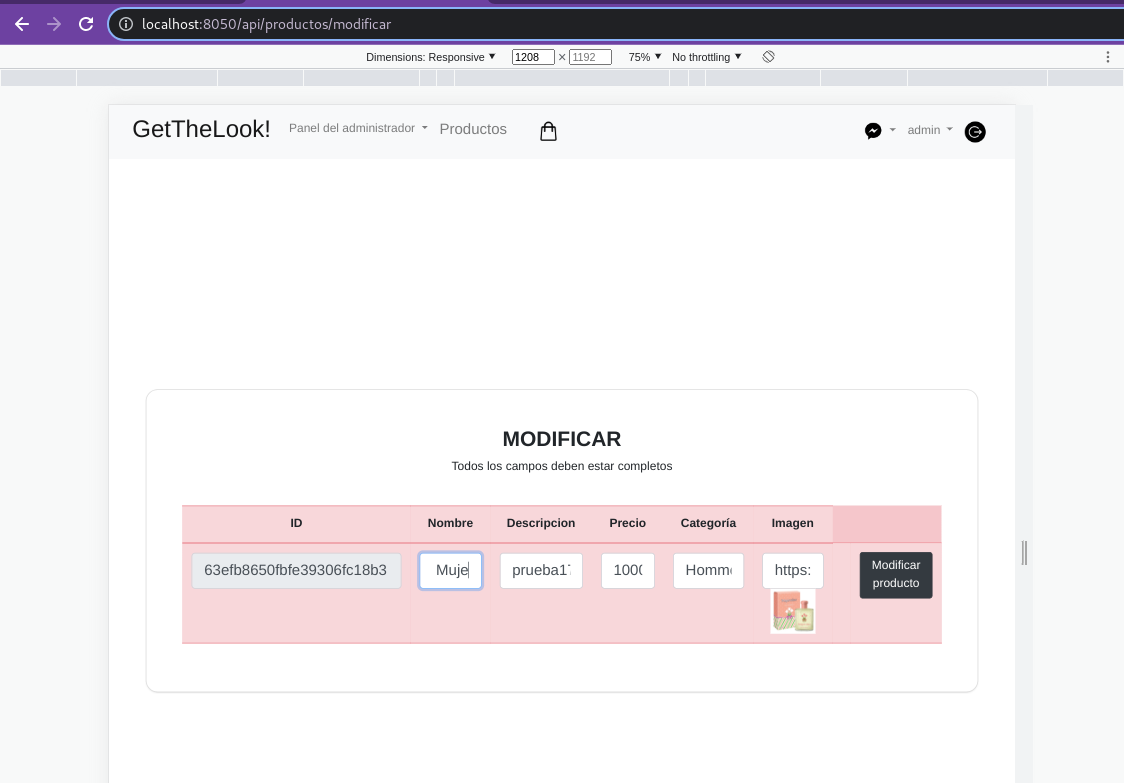 localhost:8050/api/productos/modificar
Dimensions: Responsive 1208 × 1192 75% No throttling
GetTheLook! Panel del administrador Productos admin
MODIFICAR
Todos los campos deben estar completos
ID Nombre Descripcion Precio Categoría Imagen
63efb8650fbfe39306fc18b3 Muje prueba1 1000 Homm https: Modificar
producto